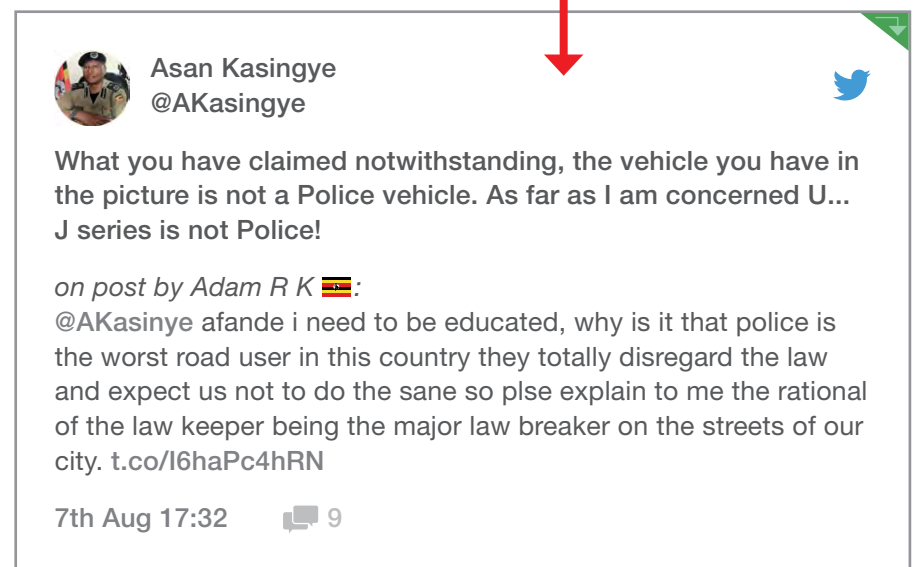 Asan Kasingye
@AKasingye
What you have claimed notwithstanding, the vehicle you have in
the picture is not a Police vehicle. As far as I am concerned U...
J series is not Police!
on post by Adam R K 🇺🇬:
@AKasinye afande i need to be educated, why is it that police is
the worst road user in this country they totally disregard the law
and expect us not to do the sane so plse explain to me the rational
of the law keeper being the major law breaker on the streets of our
city. t.co/I6haPc4hRN
7th Aug 17:32 9